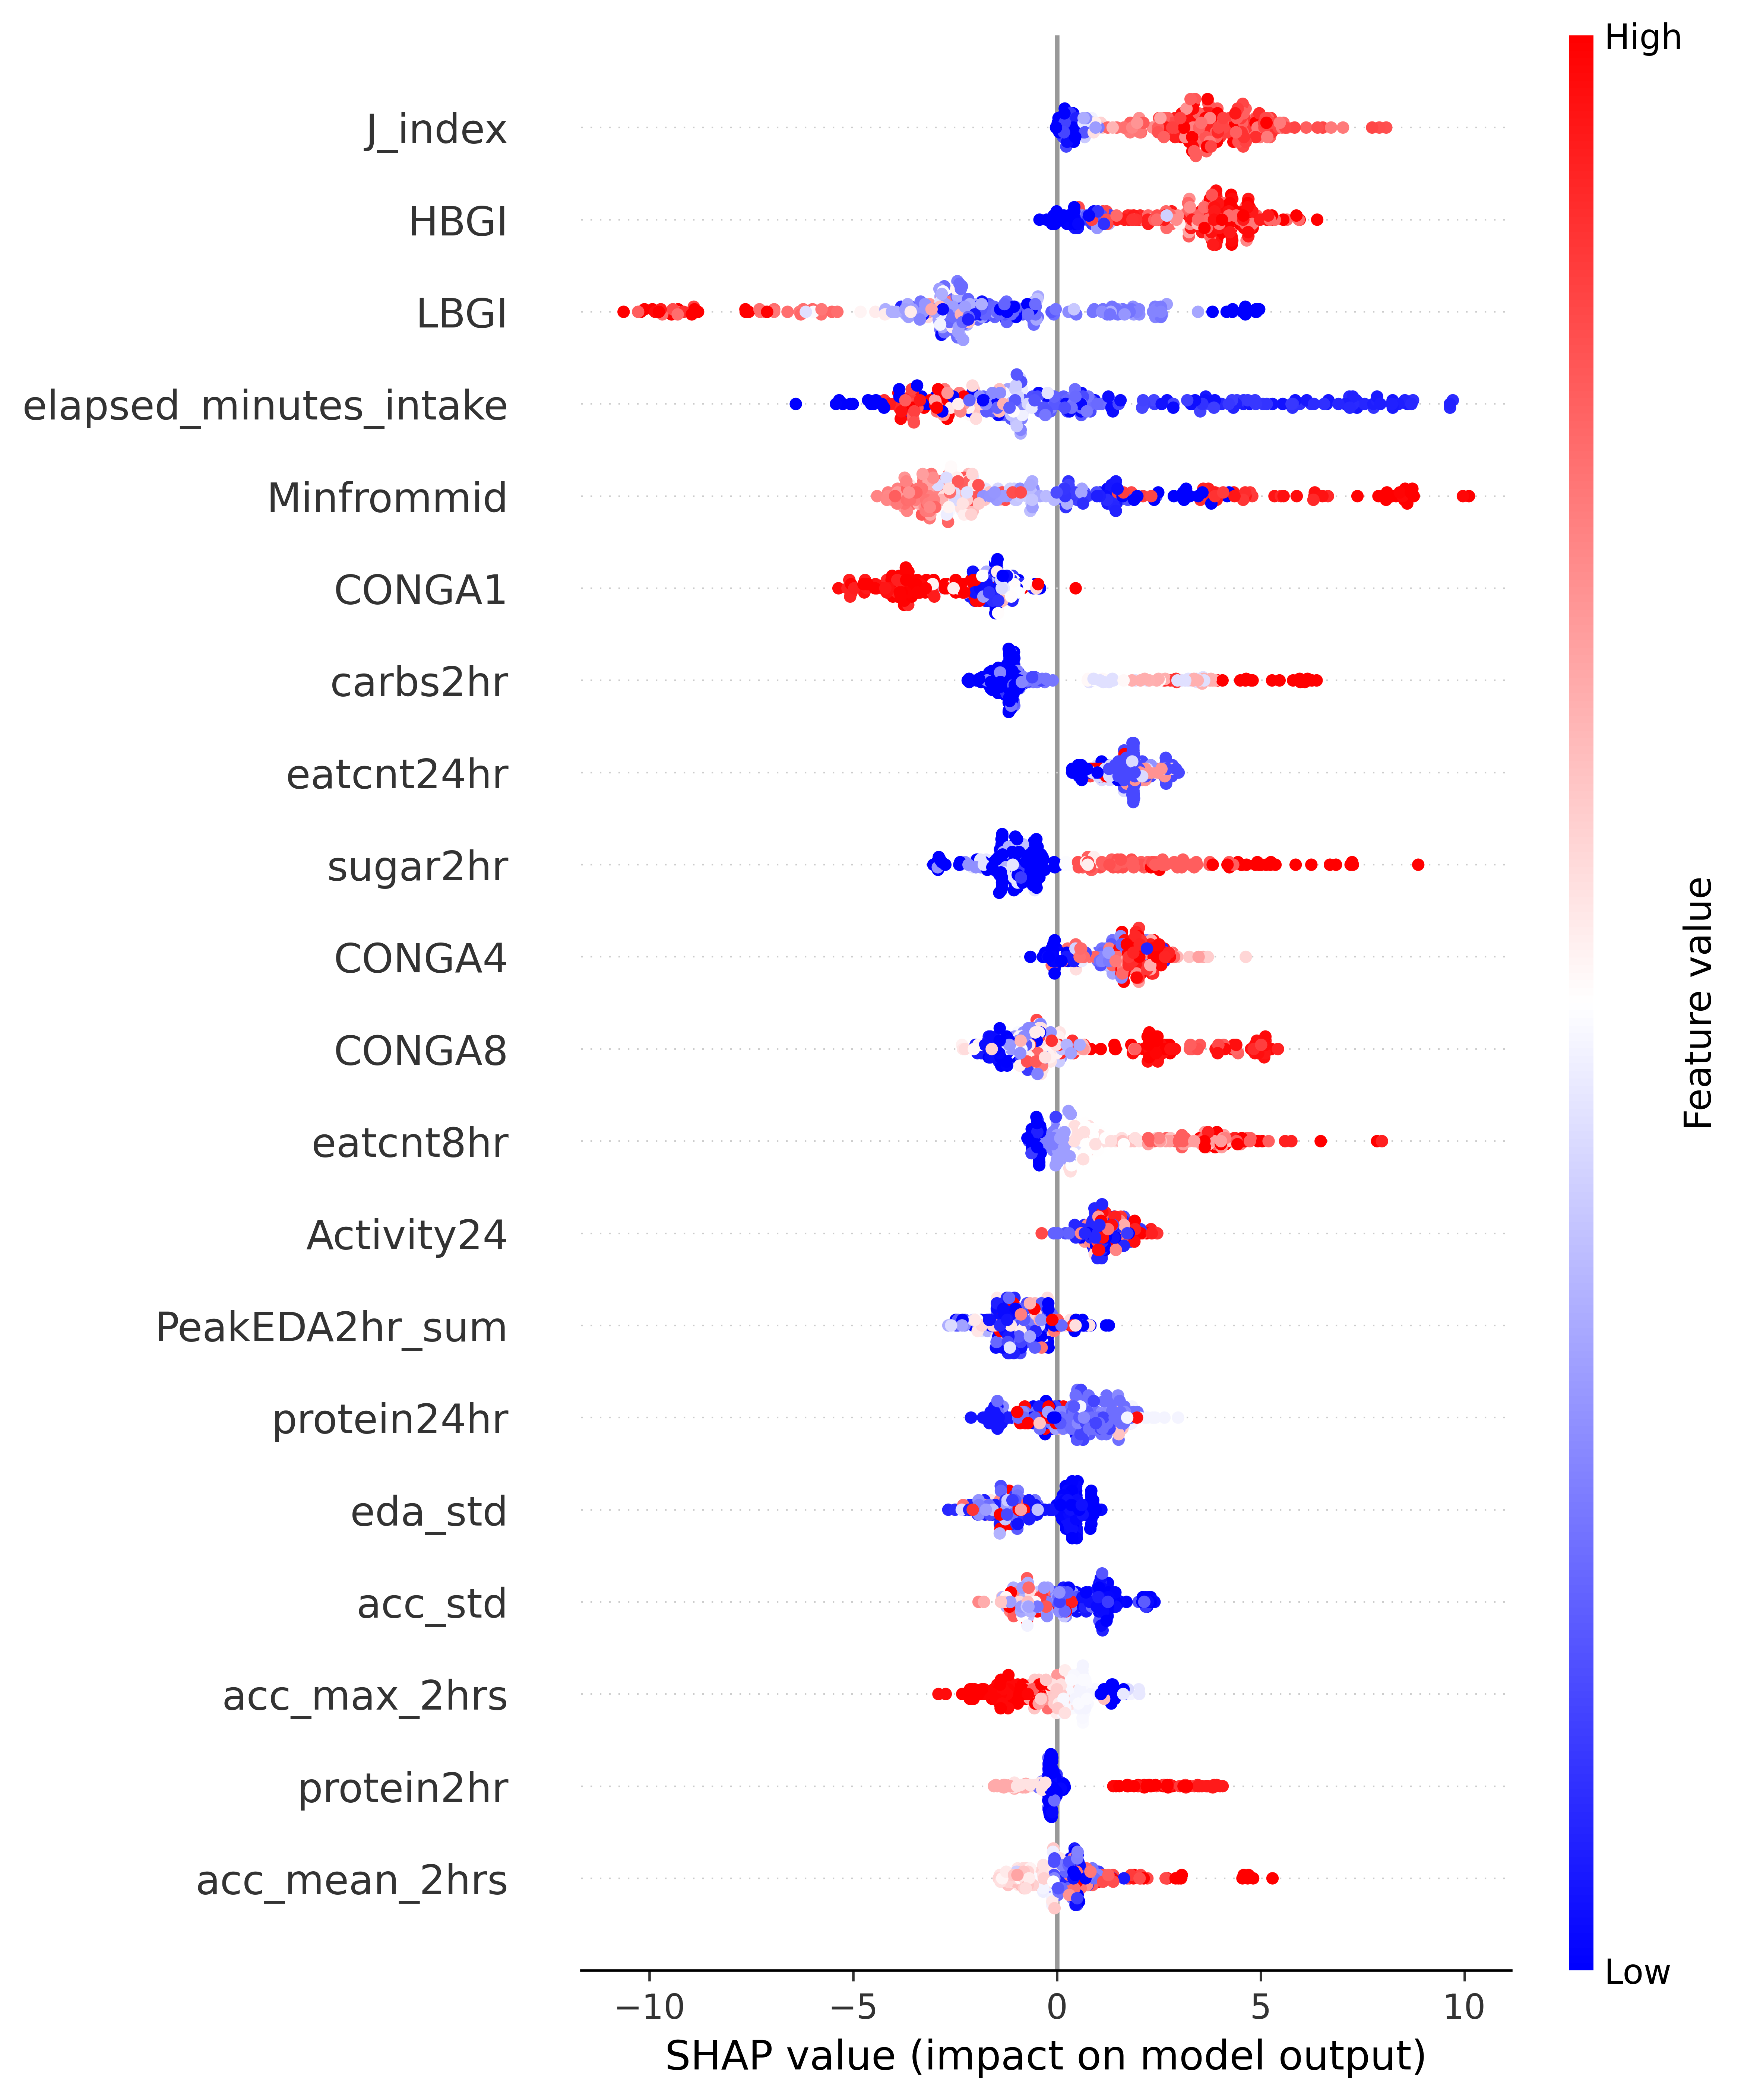 High
J_index
HBGI
LBGI
elapsed_minutes_intake
Minfrommid
CONGA1
carbs2hr
eatcnt24hr
sugar2hr
CONGA4
CONGA8
eatcnt8hr
Activity24
PeakEDA2hr_sum
protein24hr
eda_std
acc_std
acc_max_2hrs
protein2hr
acc_mean_2hrs
Feature value
Low
−10 −5 0 5 10
SHAP value (impact on model output)